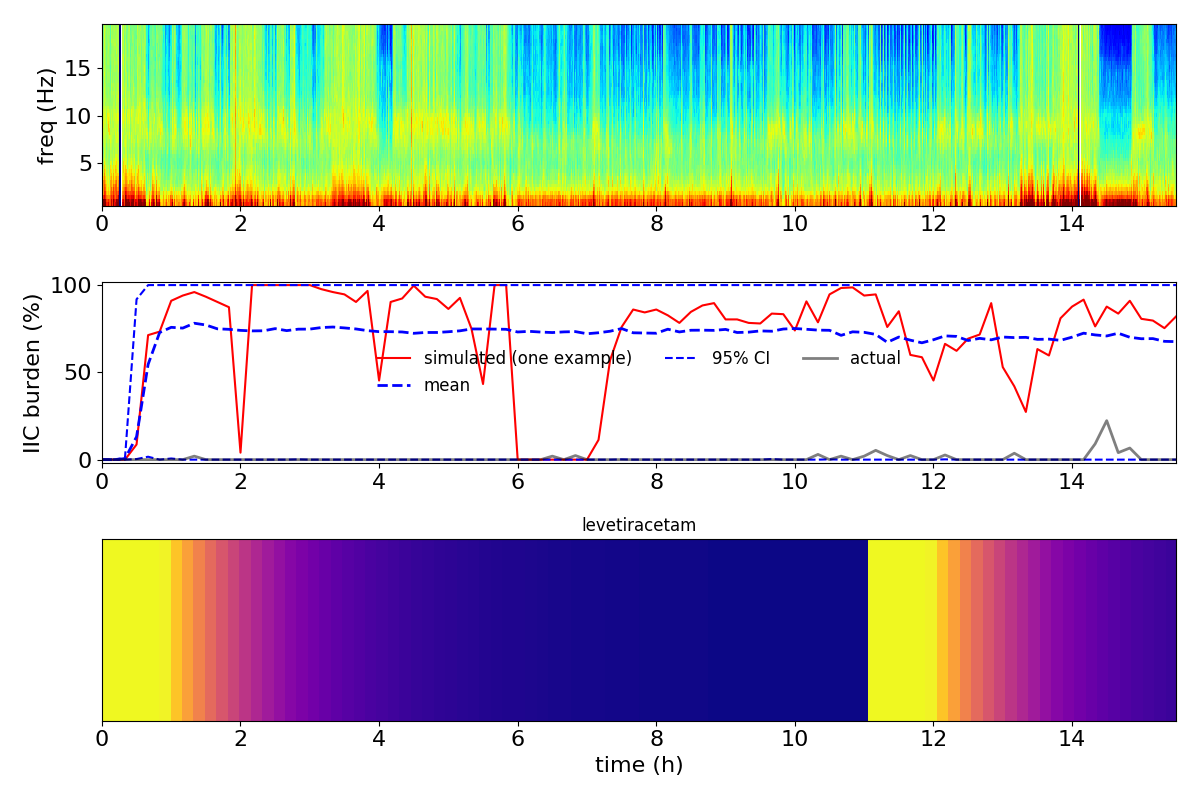 freq (Hz)
15
10
5
0 2 4 6 8 10 12 14
IIC burden (%)
100
50
0
simulated (one example) 95% CI actual
mean
0 2 4 6 8 10 12 14
levetiracetam
0 2 4 6 8 10 12 14
time (h)